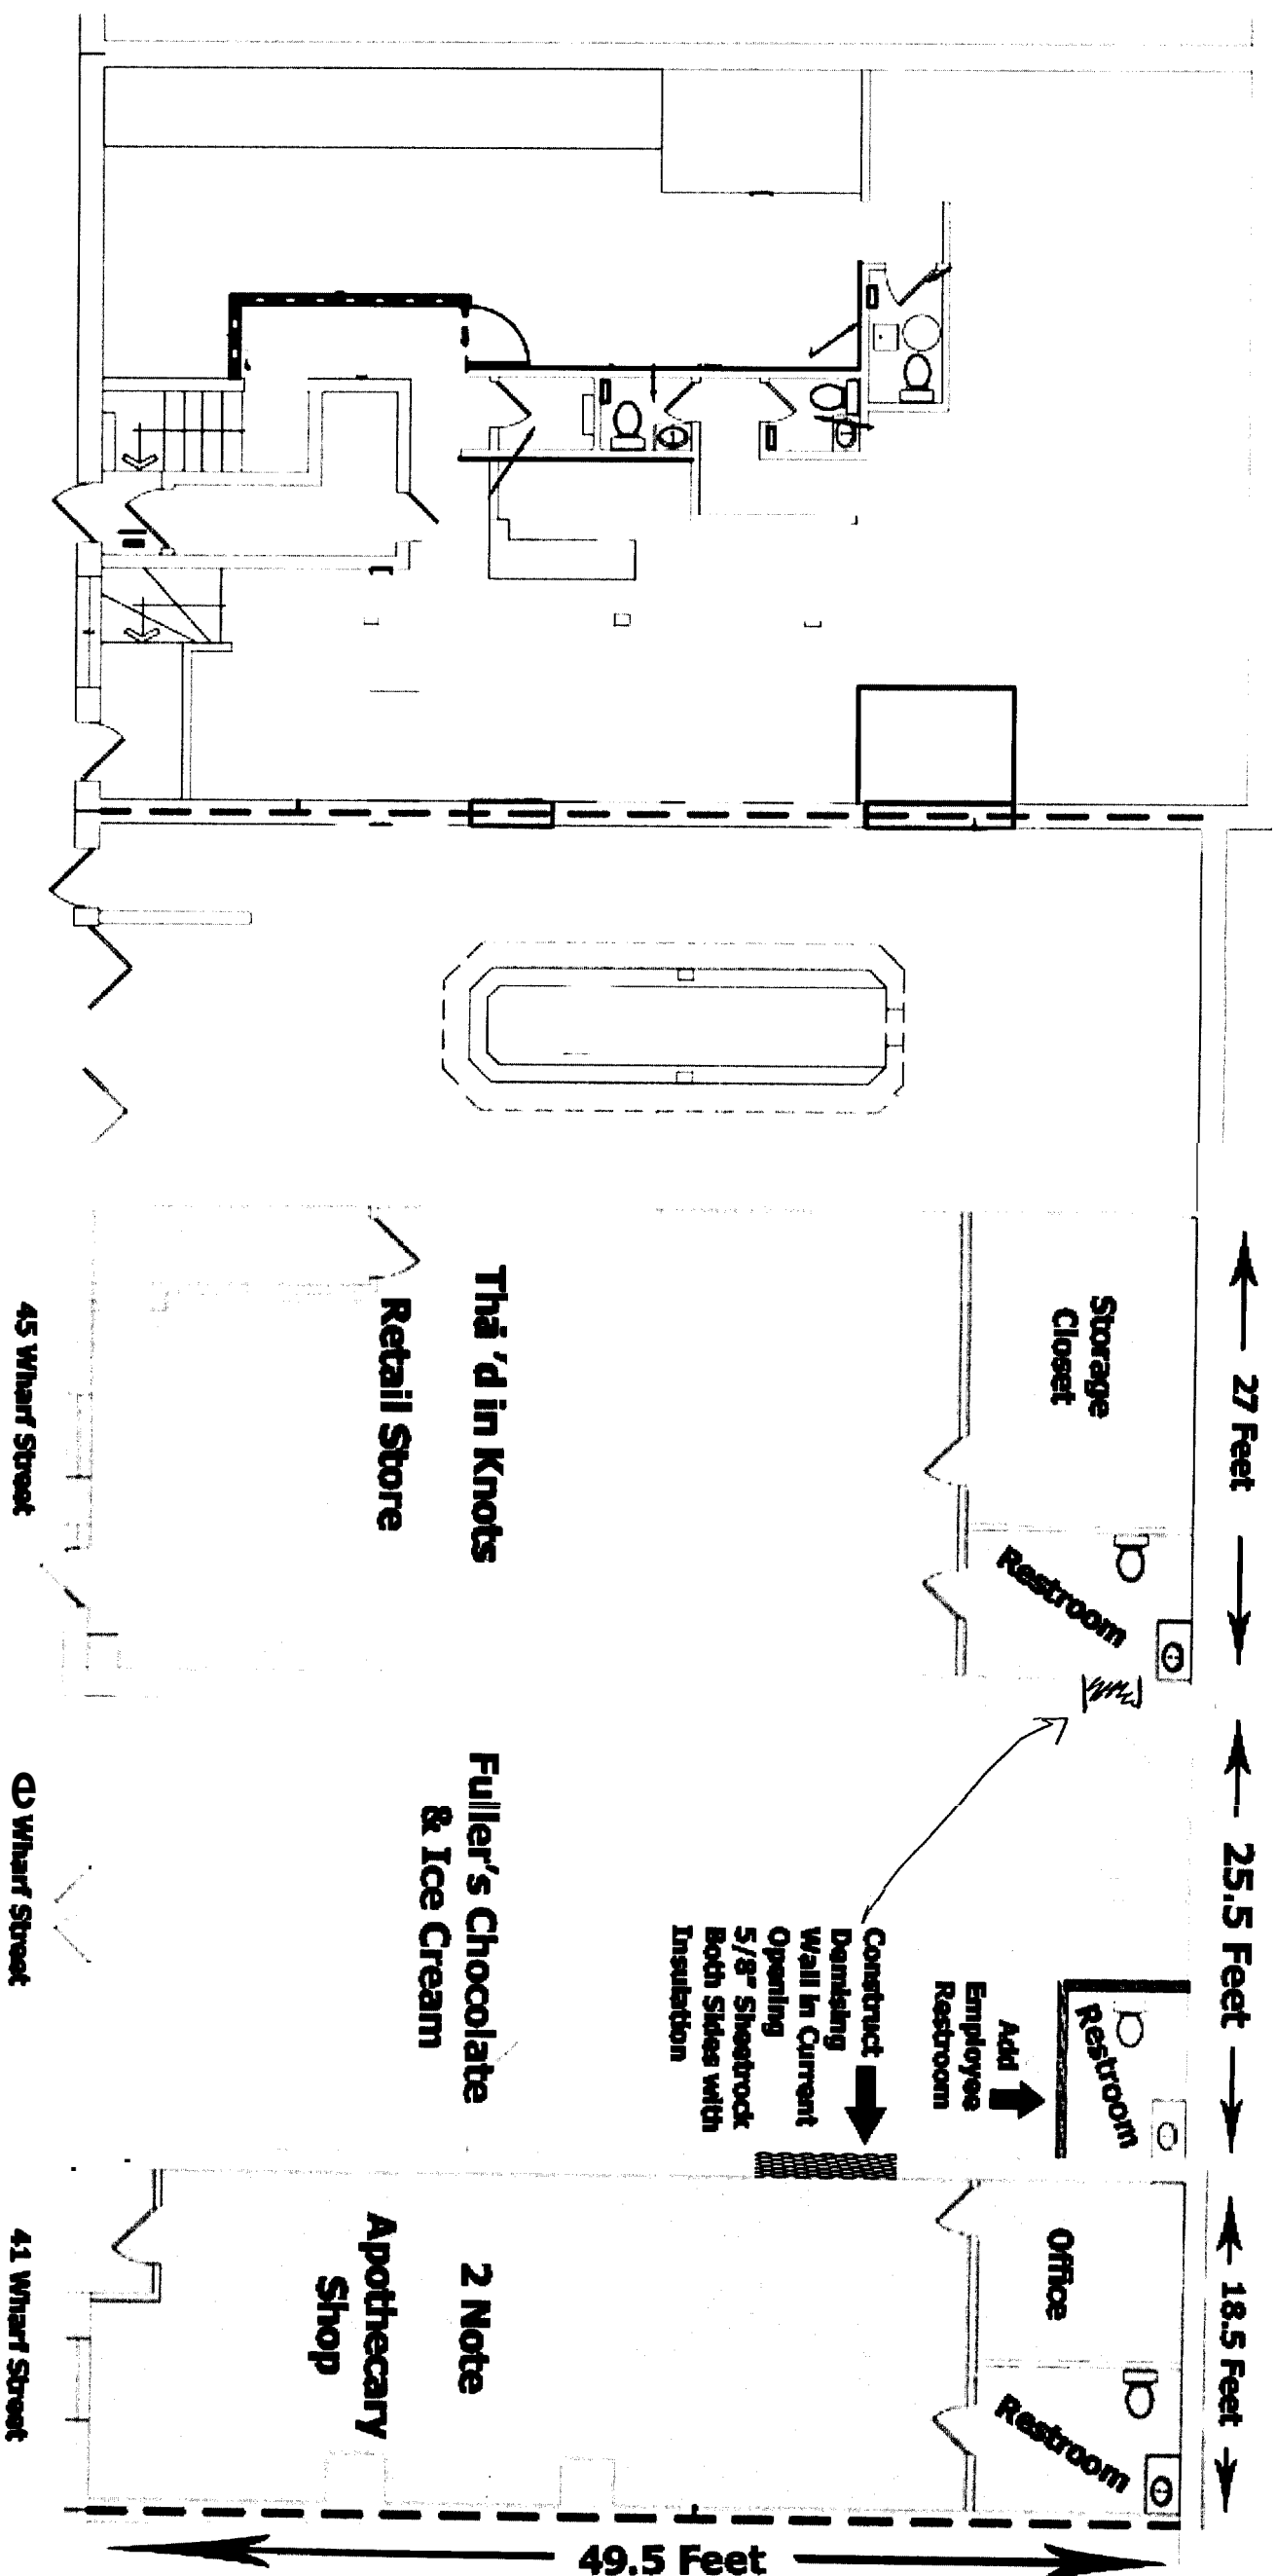 27 Feet
25.5 Feet
18.5 Feet
Storage
Closet
Restroom
Restroom
Office
Restroom
Add
Employee
Restroom
Construct
Demising
Wall in Current
Opening
5/8" Sheetrock
Both Sides with
Insulation
Tha 'd in Knots
Retail Store
Fuller's Chocolate
& Ice Cream
2 Note
Apothecary
Shop
45 Wharf Street
Wharf Street
41 Wharf Street
49.5 Feet